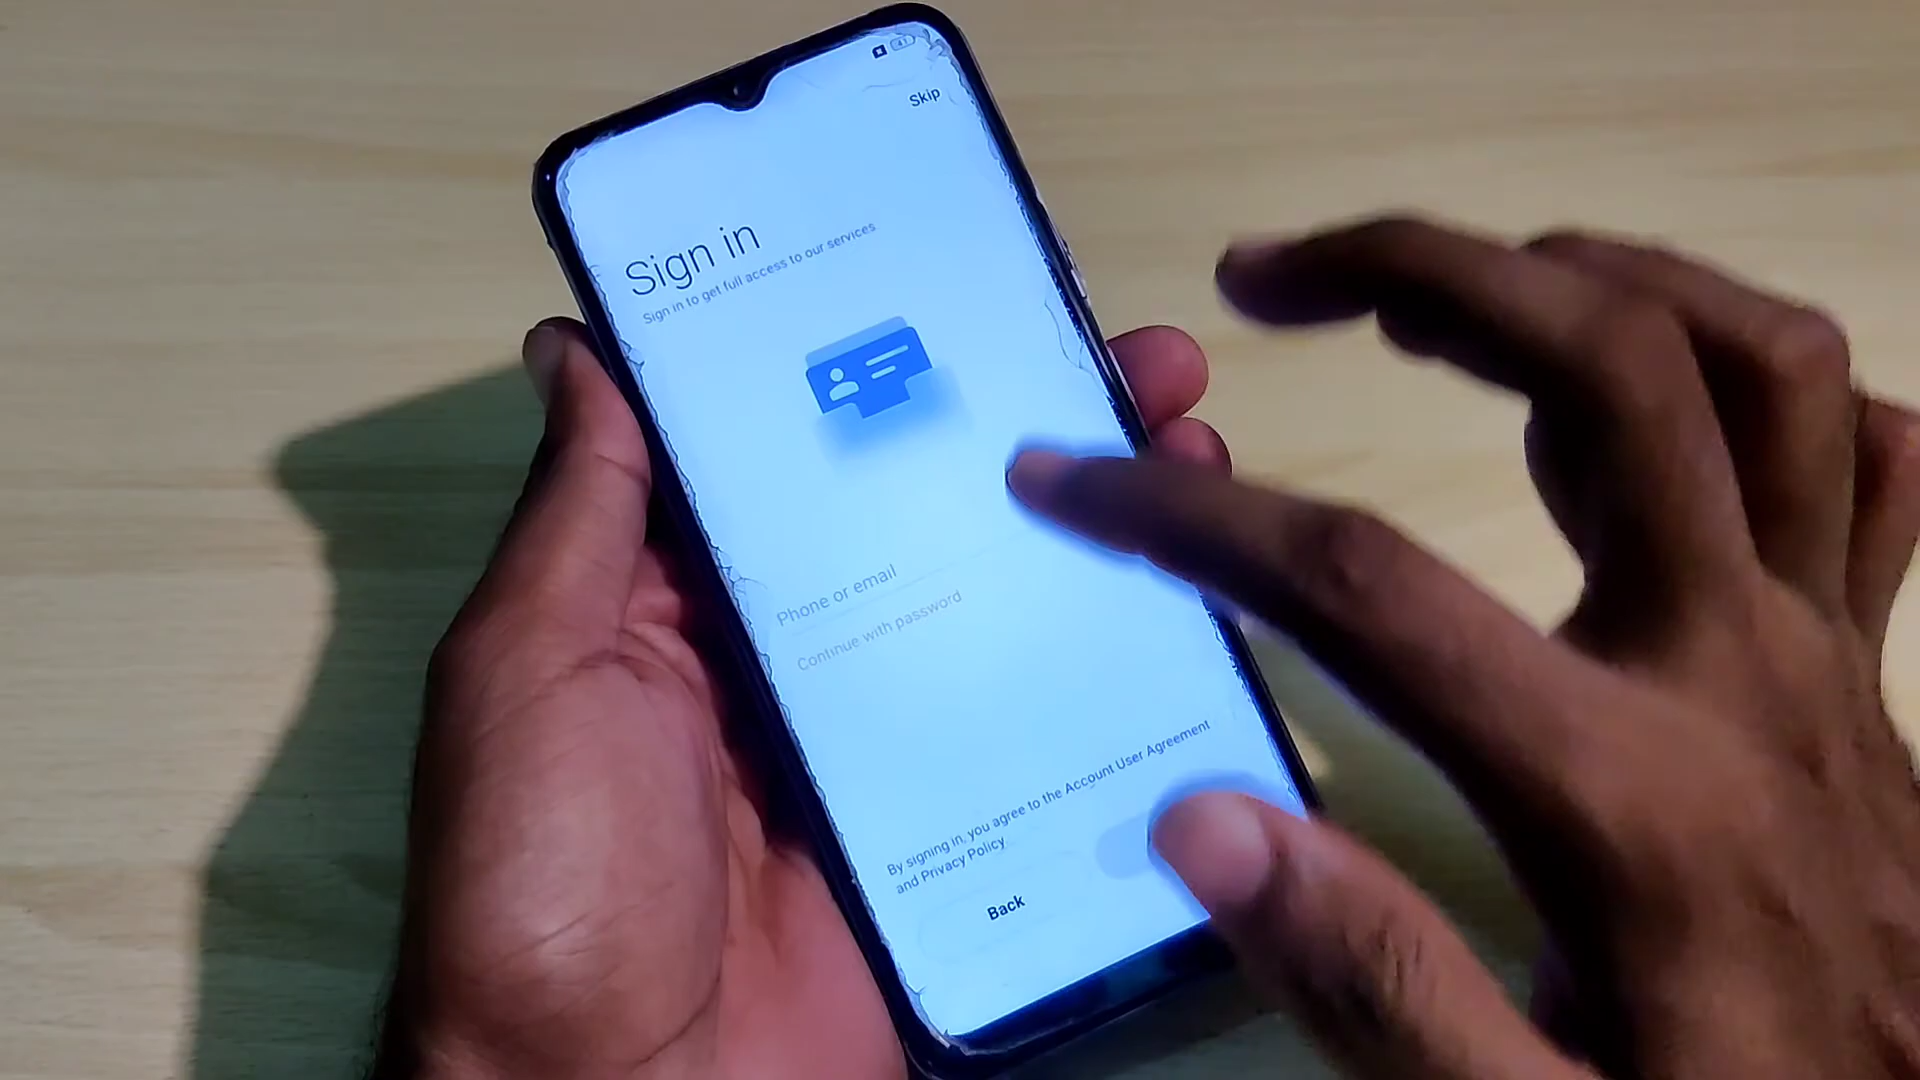 41
Skip
Sign in
Sign in to get full access to our services
Phone or email
Continue with password
By signing in, you agree to the Account User Agreement
and Privacy Policy
Back